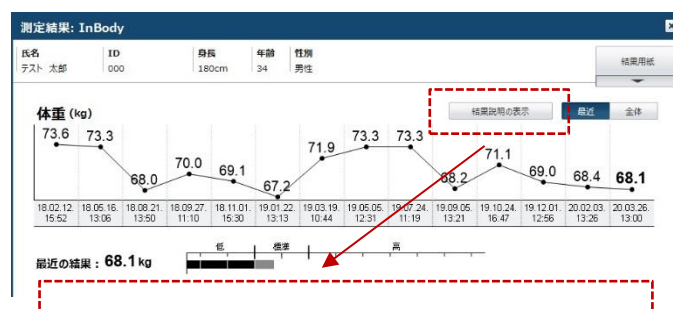 測定結果: InBody
氏名 ID 身長 年齢 性別
テスト 太郎 000 180cm 34 男性
結果用紙
体重 (kg)
結果説明の表示 最近 全体
73.6 73.3 68.0 70.0 69.1 67.2 71.9 73.3 73.3 68.2 71.1 69.0 68.4 68.1
18.02.12. 18.05.16. 18.08.21. 18.09.27. 18.11.01. 19.01.22. 19.03.19. 19.05.05. 19.07.24. 19.09.05. 19.10.24. 19.12.01. 20.02.03. 20.03.26.
15:52 13:06 13:50 11:10 15:30 13:13 10:44 12:31 11:19 13:21 16:47 12:56 13:26 13:00
低 標準 高
最近の結果 : 68.1 kg